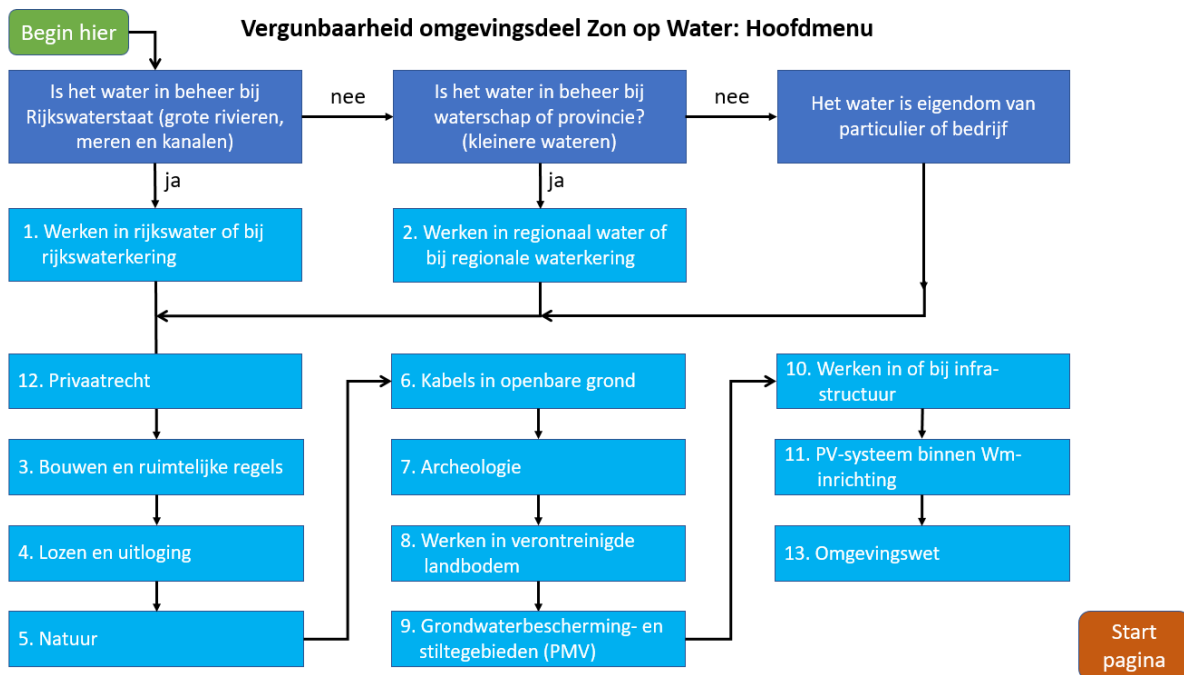 Begin hier
Vergunbaarheid omgevingsdeel Zon op Water: Hoofdmenu
Is het water in beheer bij
Rijkswaterstaat (grote rivieren,
meren en kanalen)
nee
Is het water in beheer bij
waterschap of provincie?
(kleinere wateren)
nee
Het water is eigendom van
particulier of bedrijf
ja
ja
1. Werken in rijkswater of bij
rijkswaterkering
2. Werken in regionaal water of
bij regionale waterkering
12. Privaatrecht
3. Bouwen en ruimtelijke regels
4. Lozen en uitloging
5. Natuur
6. Kabels in openbare grond
7. Archeologie
8. Werken in verontreinigde
landbodem
9. Grondwaterbescherming- en
stiltegebieden (PMV)
10. Werken in of bij infra-
structuur
11. PV-systeem binnen Wm-
inrichting
13. Omgevingswet
Start
pagina